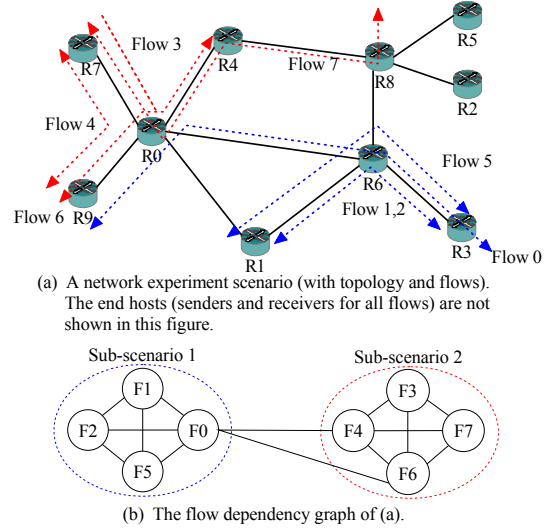 Flow 3
R7
R4
Flow 7
R8
R5
R2
Flow 4
R0
R6
Flow 5
Flow 6
R9
Flow 1,2
R1
R3
Flow 0
(a) A network experiment scenario (with topology and flows).
The end hosts (senders and receivers for all flows) are not
shown in this figure.
Sub-scenario 1
Sub-scenario 2
F1
F3
F2
F0
F4
F7
F5
F6
(b) The flow dependency graph of (a).